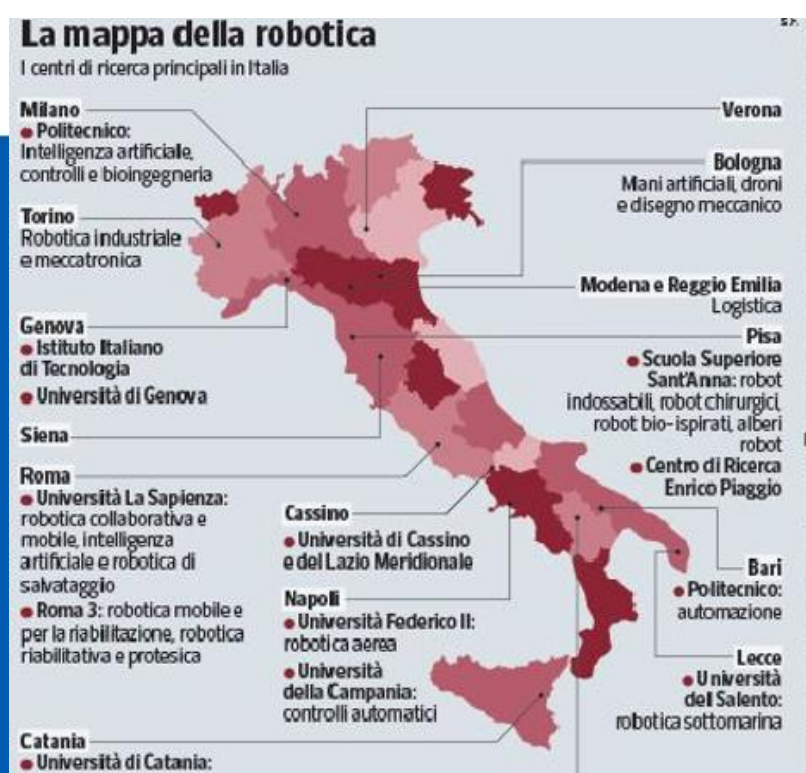 La mappa della robotica
I centri di ricerca principali in Italia
Milano
● Politecnico:
Intelligenza artificiale,
controlli e bioingegneria
Torino
Robotica industriale
e meccatronica
Genova
● Istituto Italiano
di Tecnologia
● Università di Genova
Siena
Roma
● Università La Sapienza:
robotica collaborativa e
mobile, intelligenza
artificiale e robotica di
salvataggio
● Roma 3: robotica mobile e
per la riabilitazione, robotica
riabilitativa e protesica
Catania
● Università di Catania:
Cassino
● Università di Cassino
e del Lazio Meridionale
Napoli
● Università Federico II:
robotica aerea
● Università
della Campania:
controlli automatici
Verona
Bologna
Mani artificiali, droni
e disegno meccanico
Modena e Reggio Emilia
Logistica
Pisa
● Scuola Superiore
Sant'Anna: robot
indossabili, robot chirurgici,
robot bio-ispirati, alberi
robot
● Centro di Ricerca
Enrico Piaggio
Bari
● Politecnico:
automazione
Lecce
● Università
del Salento:
robotica sottomarina